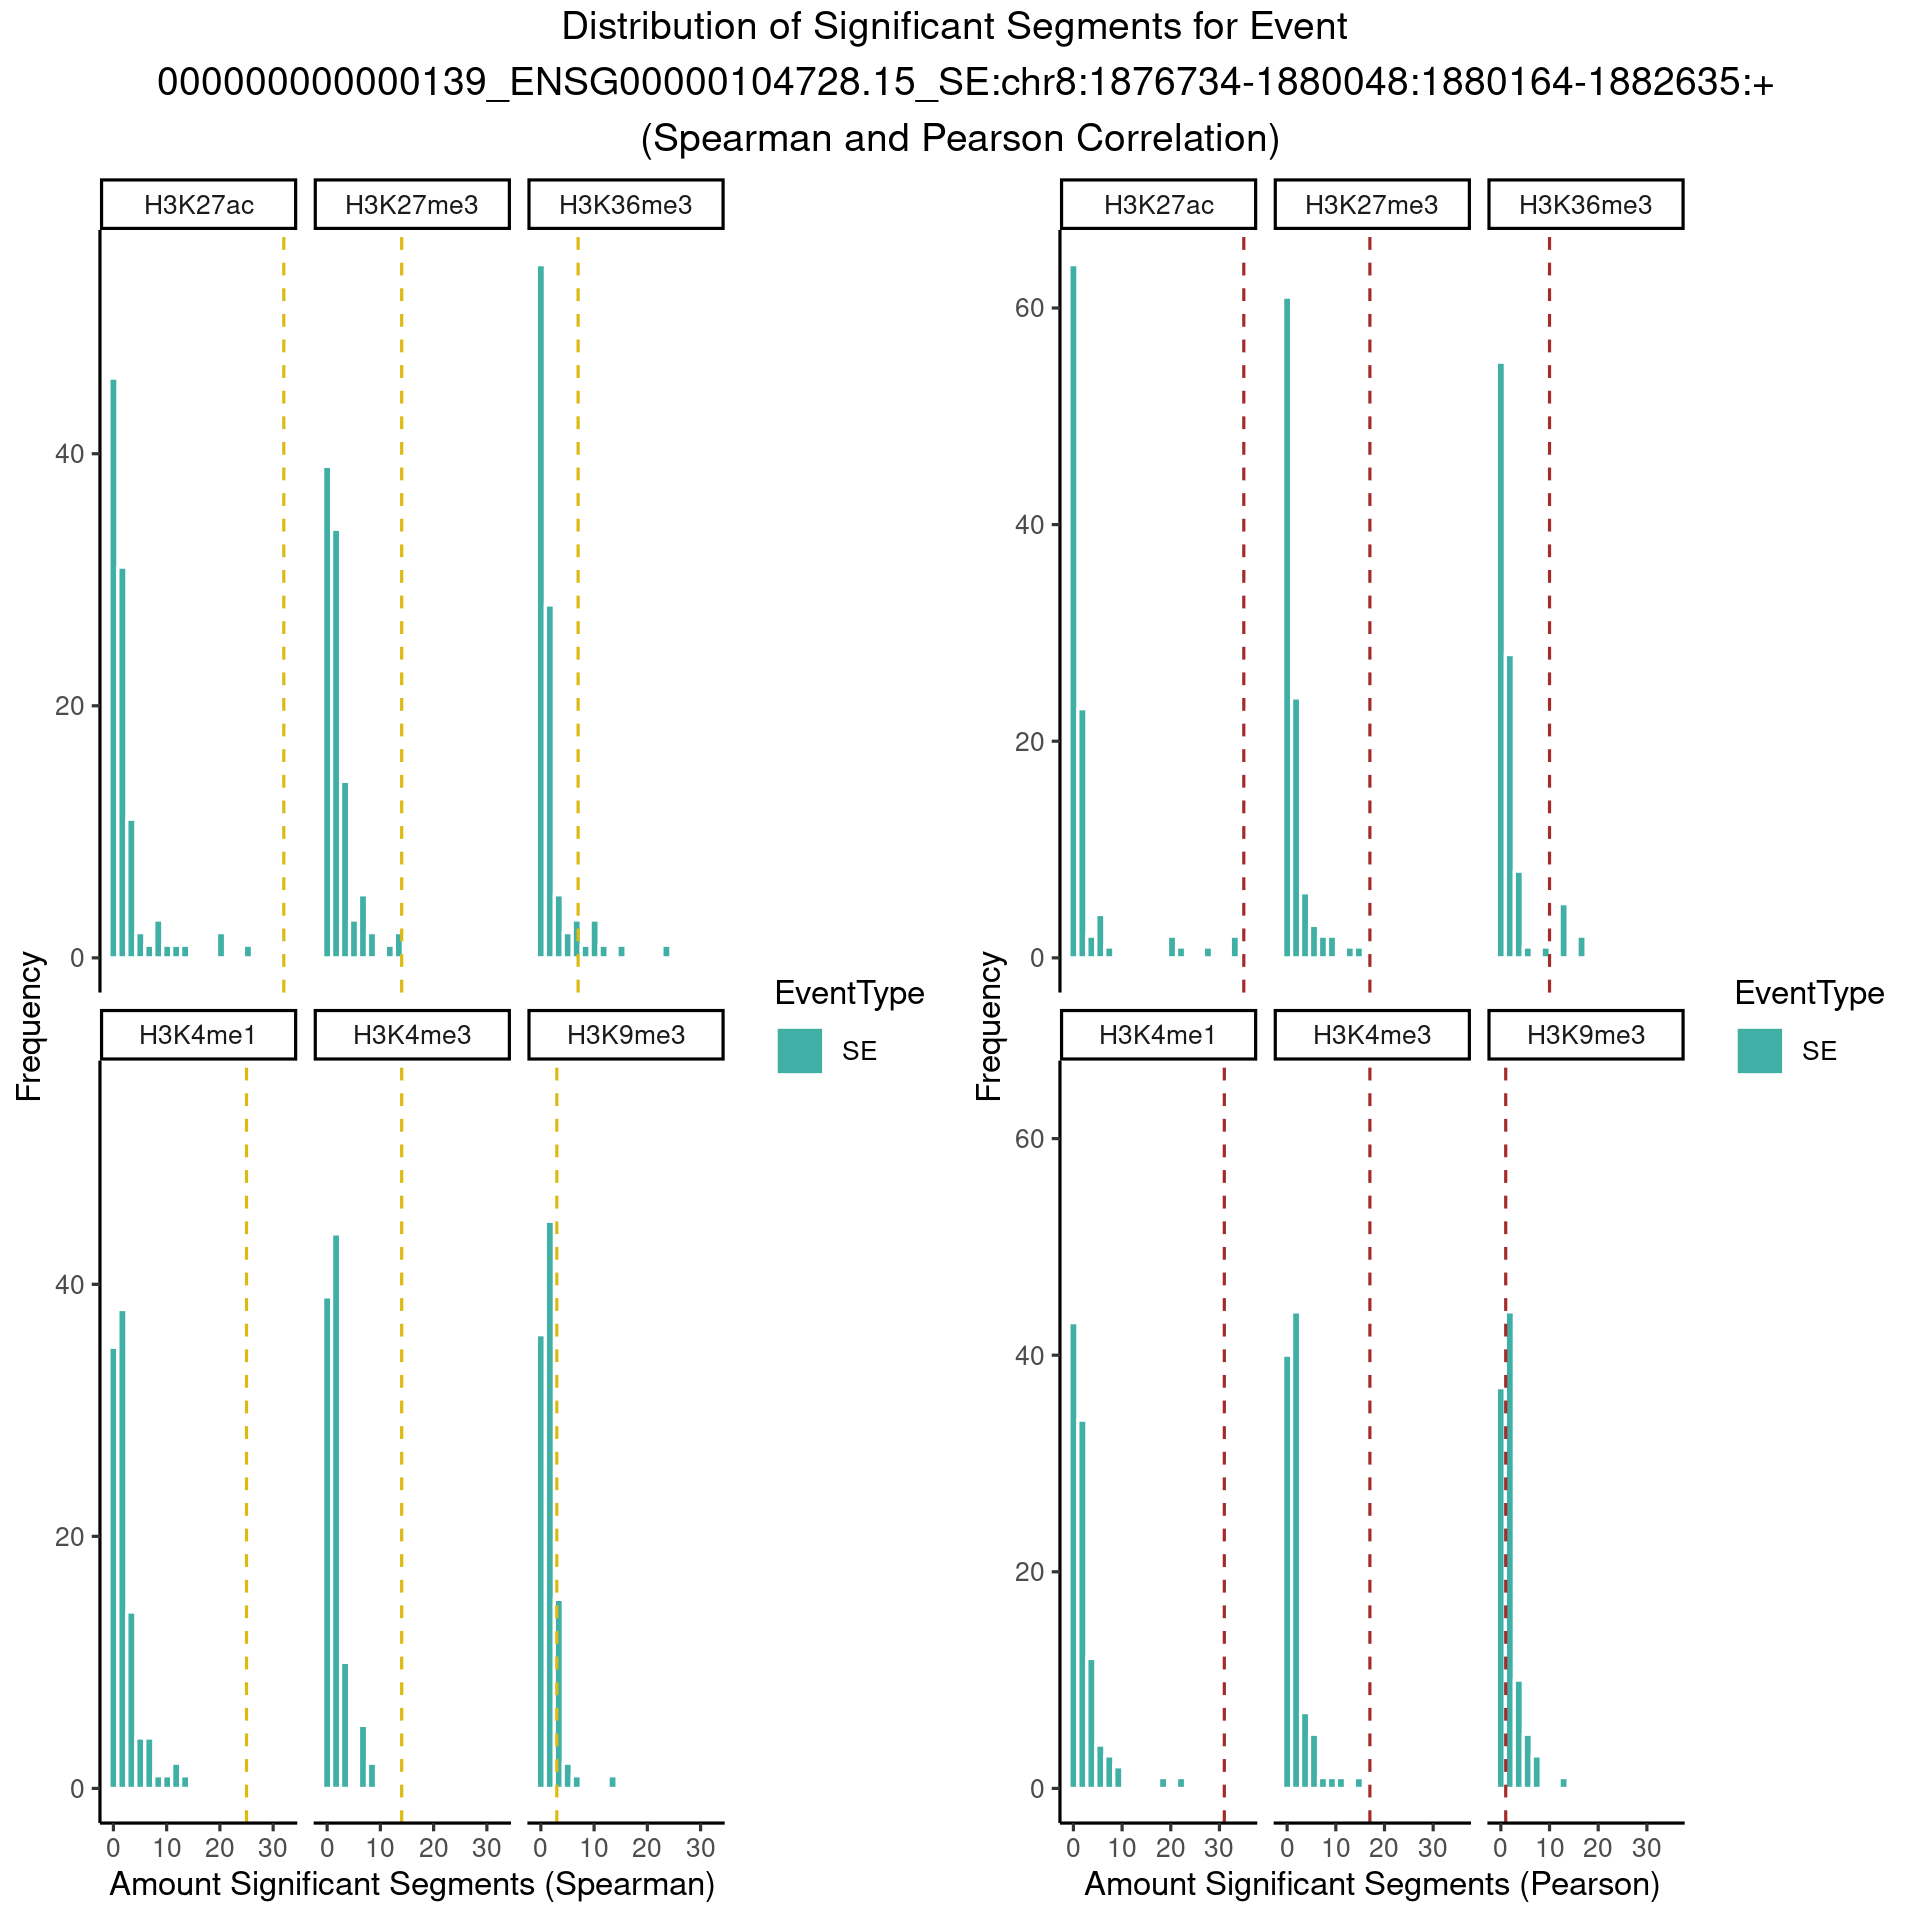 Distribution of Significant Segments for Event
000000000000139_ENSG00000104728.15_SE:chr8:1876734-1880048:1880164-1882635:+
(Spearman and Pearson Correlation)
H3K27ac H3K27me3 H3K36me3
40
20
0
H3K4me1 H3K4me3 H3K9me3
40
20
0
0 10 20 30 0 10 20 30 0 10 20 30
Frequency
Amount Significant Segments (Spearman)
EventType
SE
H3K27ac H3K27me3 H3K36me3
60
40
20
0
H3K4me1 H3K4me3 H3K9me3
60
40
20
0
0 10 20 30 0 10 20 30 0 10 20 30
Frequency
Amount Significant Segments (Pearson)
EventType
SE